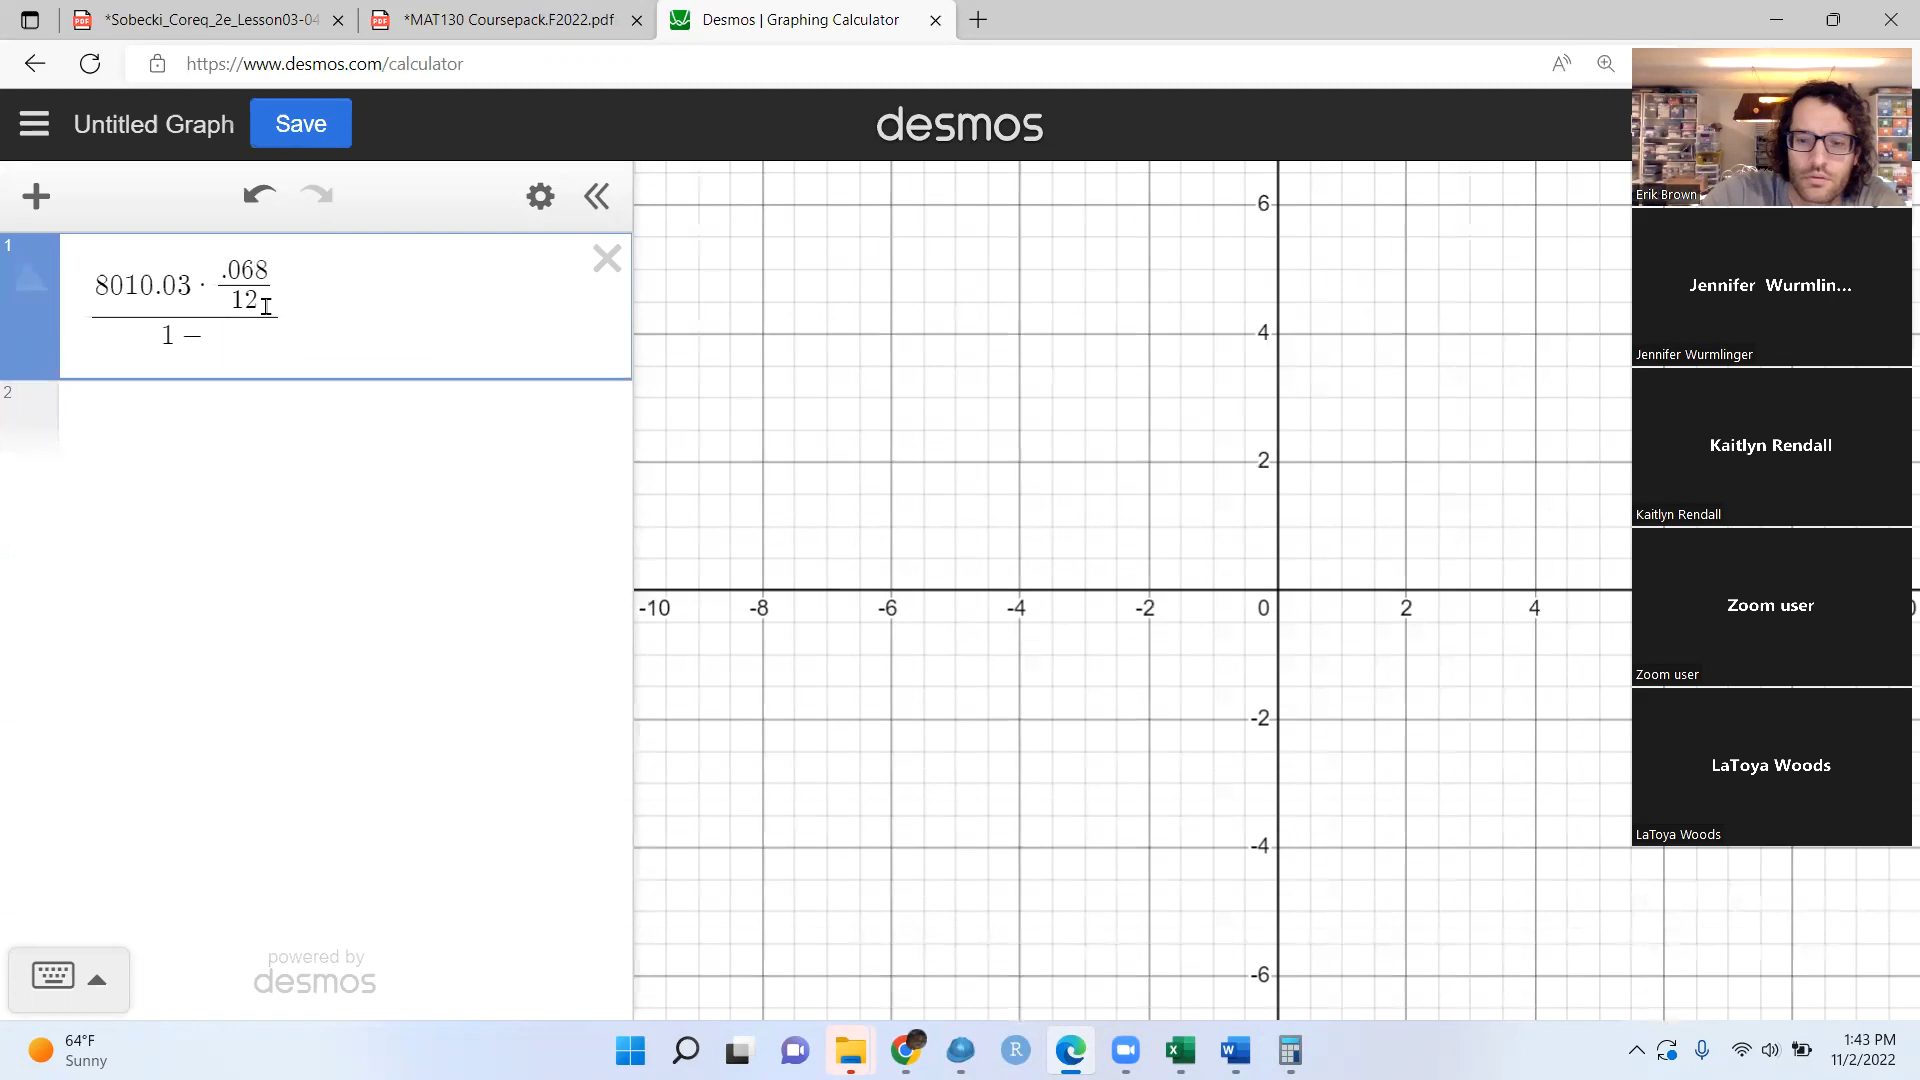 *Sobecki_Coreq_2e_Lesson03-04
*MAT130 Coursepack.F2022.pdf
Desmos | Graphing Calculator
https://www.desmos.com/calculator
Untitled Graph
Save
desmos
1
8010.03 · .068/12
1 −
2
powered by
desmos
6
4
2
-10 -8 -6 -4 -2 0 2 4
-2
-4
-6
Erik Brown
Jennifer Wurmlin...
Jennifer Wurmlinger
Kaitlyn Rendall
Kaitlyn Rendall
Zoom user
Zoom user
LaToya Woods
LaToya Woods
64°F
Sunny
1:43 PM
11/2/2022